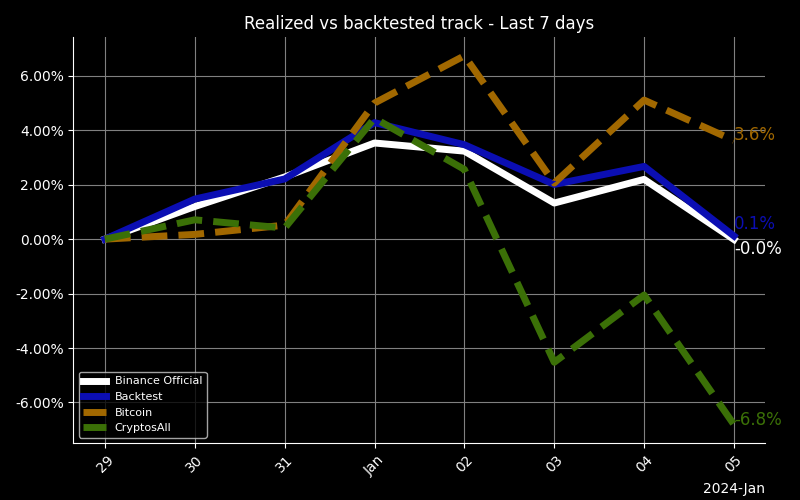 Realized vs backtested track - Last 7 days
6.00%
4.00%
2.00%
0.00%
-2.00%
-4.00%
-6.00%
3.6%
0.1%
-0.0%
-6.8%
Binance Official
Backtest
Bitcoin
CryptosAll
29 30 31 Jan 02 03 04 05
2024-Jan